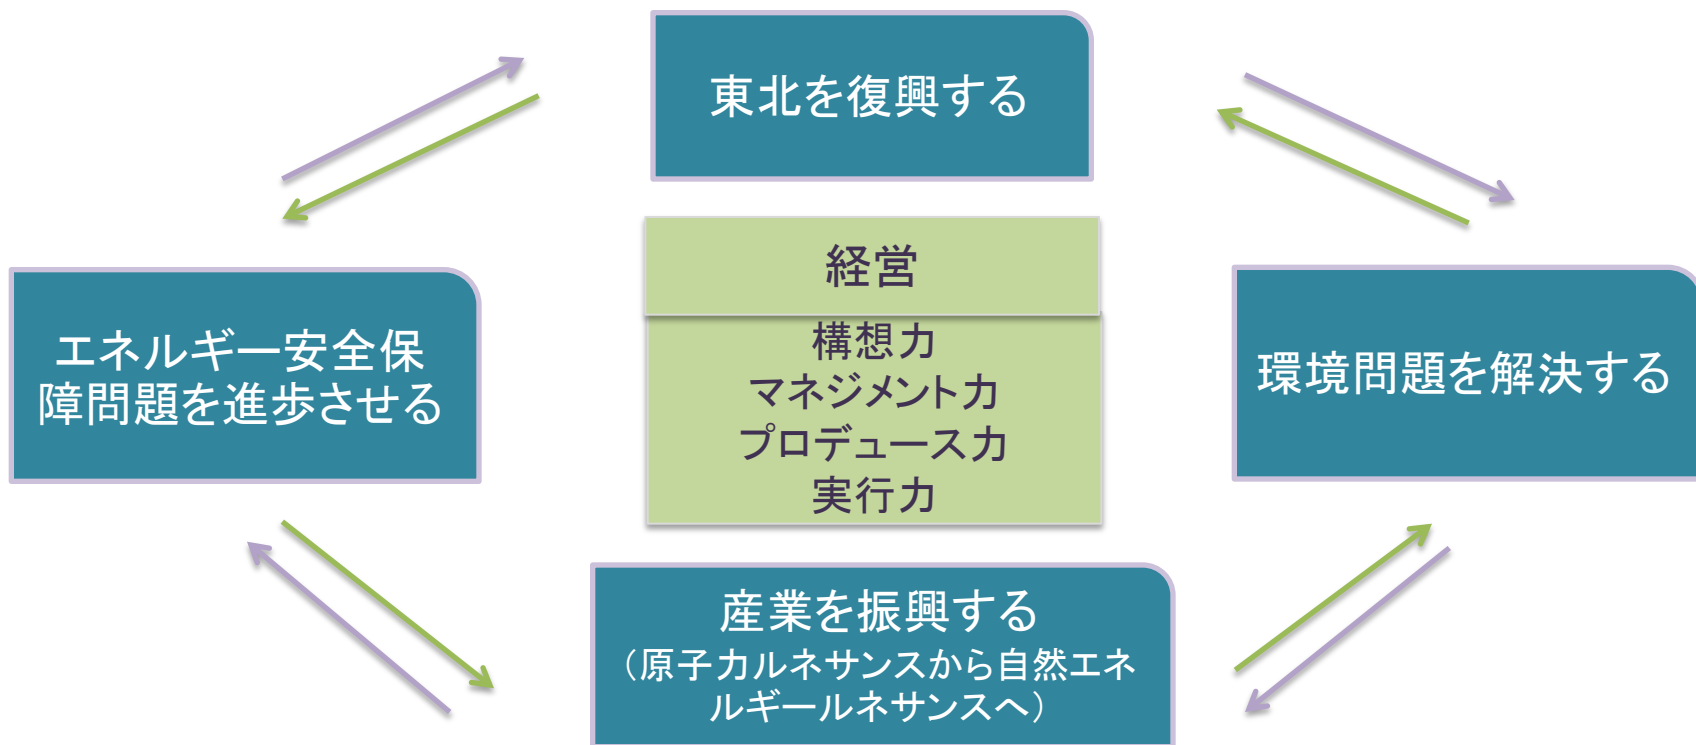 東北を復興する
経営
構想力
マネジメント力
プロデュース力
実行力
エネルギー安全保
障問題を進歩させる
環境問題を解決する
産業を振興する
（原子力ルネサンスから自然エネ
ルギールネサンスへ）